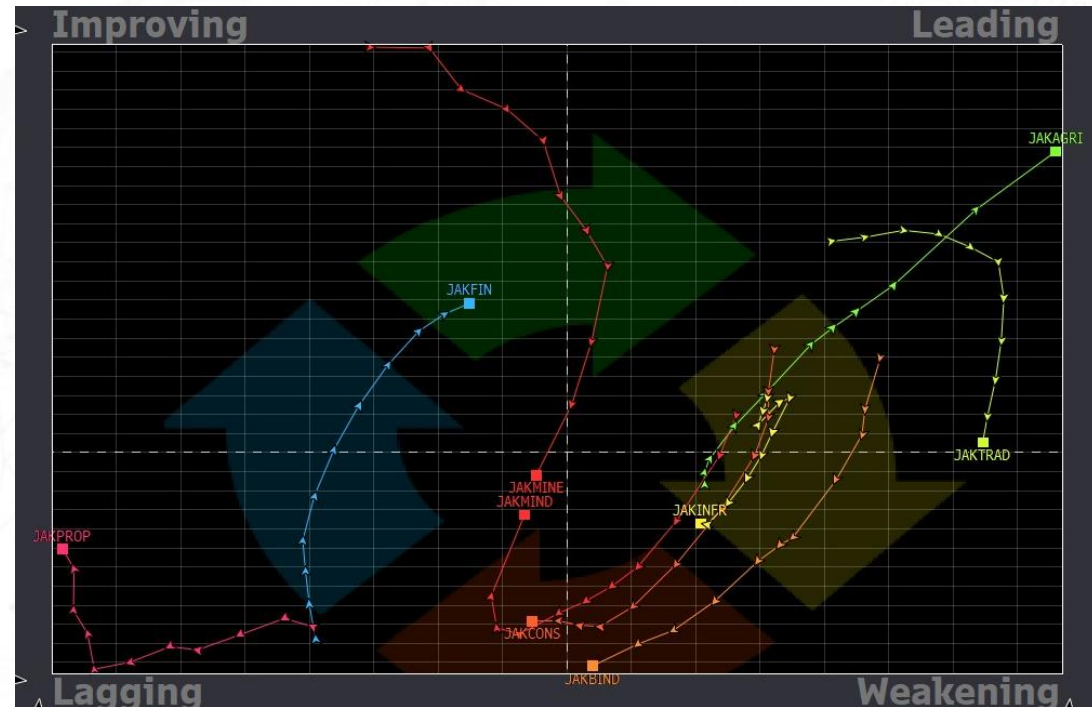 Improving
Leading
JAKAGRI
JAKFIN
JAKTRAD
JAKMINE
JAKMIND
JAKINFR
JAKPROP
JAKCONS
JAKBIND
Lagging
Weakening